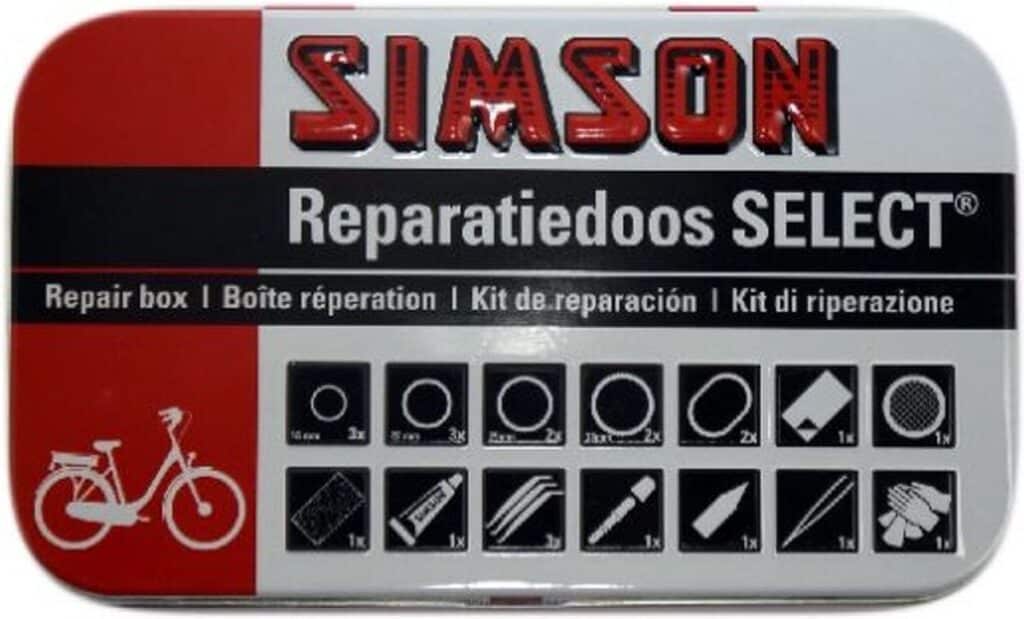 SIMSON
Reparatiedoos SELECT®
Repair box | Boîte réperation | Kit de reparación | Kit di riperazione
3x 3x 2x 2x 2x 1x 1x
SIMSON
1x 1x 3x 1x 1x 1x 1x